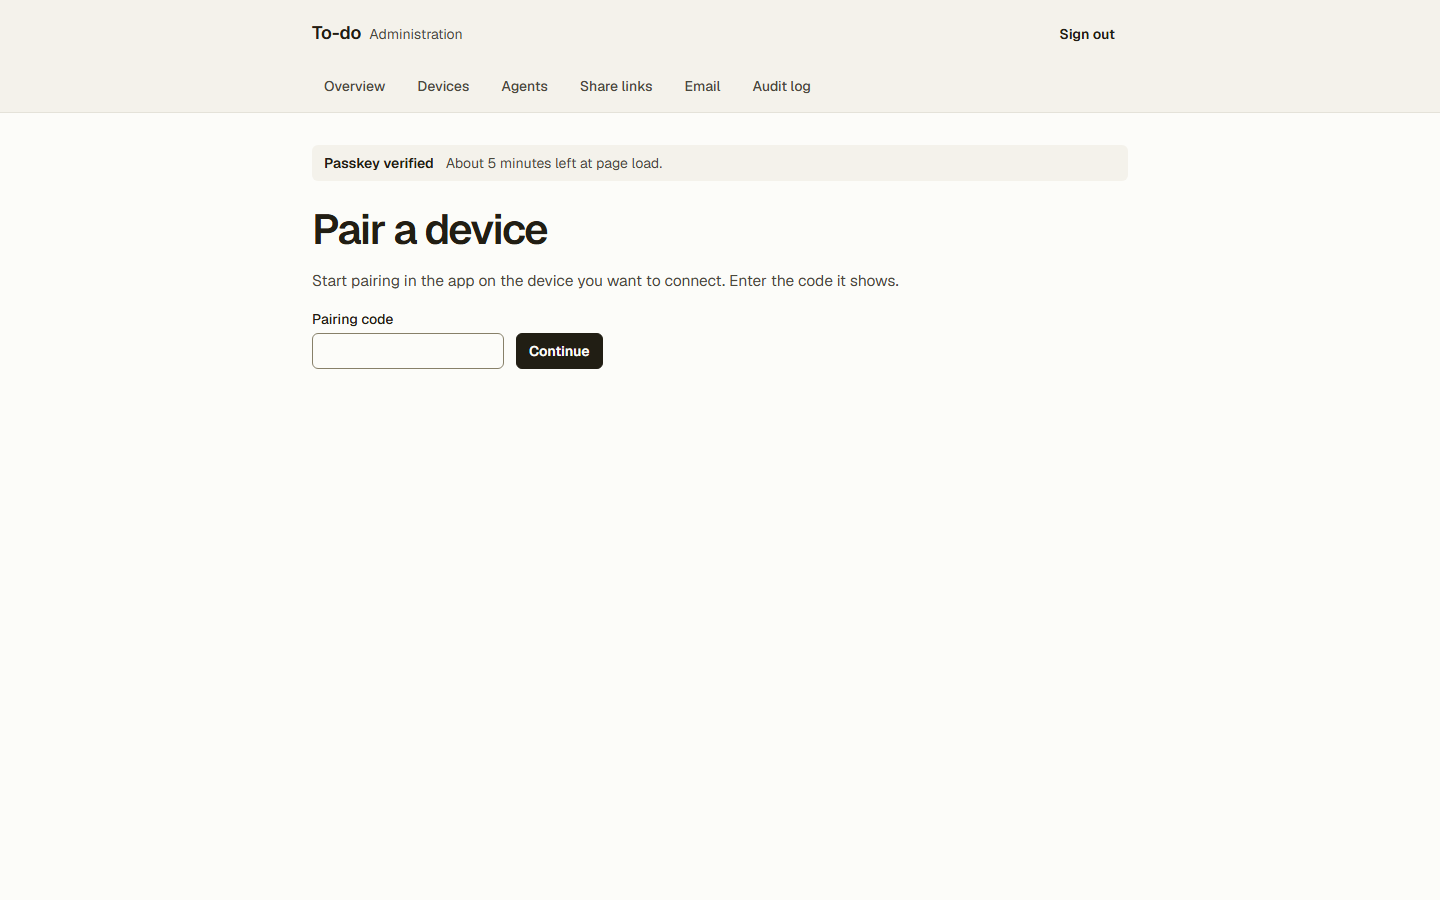 To-do Administration
Sign out
Overview Devices Agents Share links Email Audit log
Passkey verified About 5 minutes left at page load.
Pair a device
Start pairing in the app on the device you want to connect. Enter the code it shows.
Pairing code
Continue